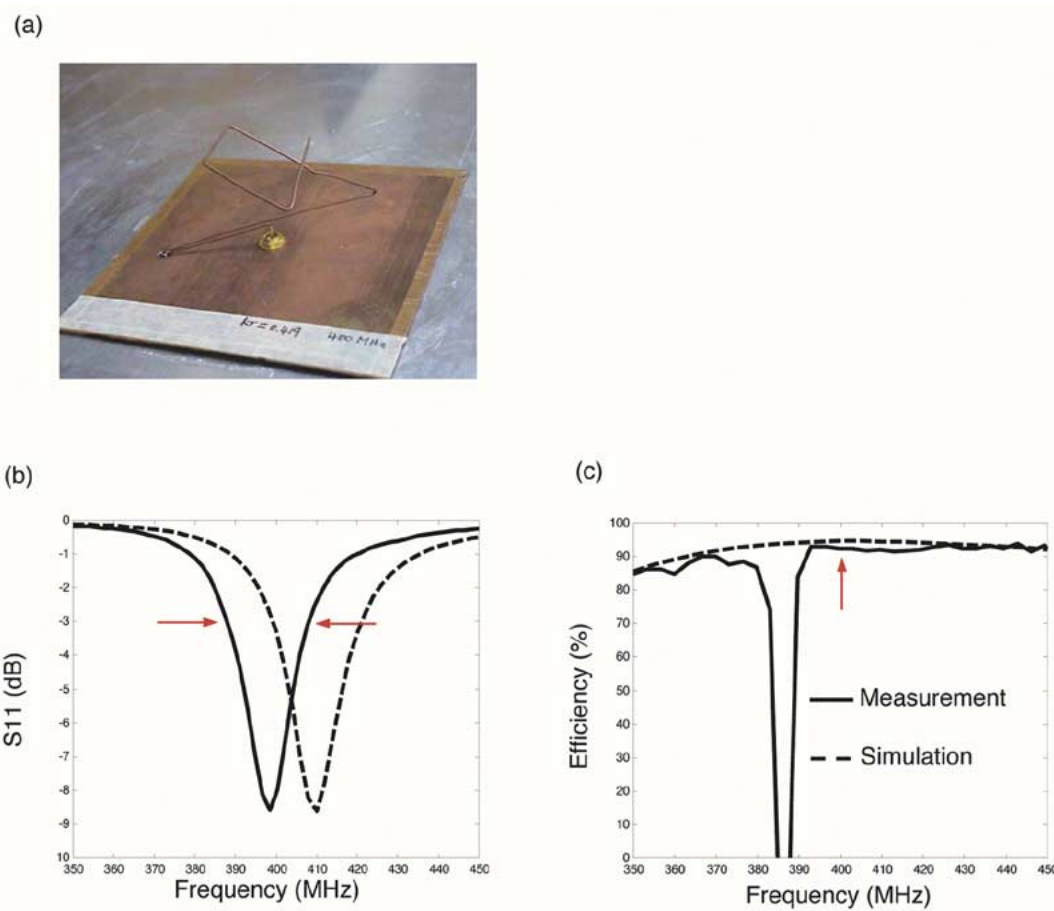 (a)
kr = 0.419 400 MHz
(b)
(c)
0
-1
-2
-3
-4
-5
-6
-7
-8
-9
10
S11 (dB)
350 360 370 380 390 400 410 420 430 440 450
Frequency (MHz)
100
90
80
70
60
50
40
30
20
10
0
Efficiency (%)
Measurement
Simulation
350 360 370 380 390 400 410 420 430 440 450
Frequency (MHz)